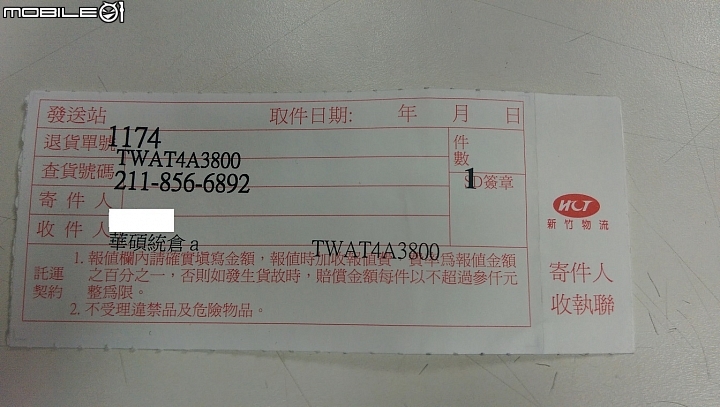 MOBILE01
發送站 取件日期: 年 月 日
退貨單號 1174
TWAT4A3800
查貨號碼 211-856-6892
件數 1
SD簽章
寄件人
收件人
華碩統倉a TWAT4A3800
託運契約
1. 報值欄內請確實填寫金額，報值時加收報值費 費率為報值金額
之百分之一，否則如發生貨故時，賠償金額每件以不超過參仟元
整為限。
2. 不受理違禁品及危險物品。
HCT
新竹物流
寄件人
收執聯